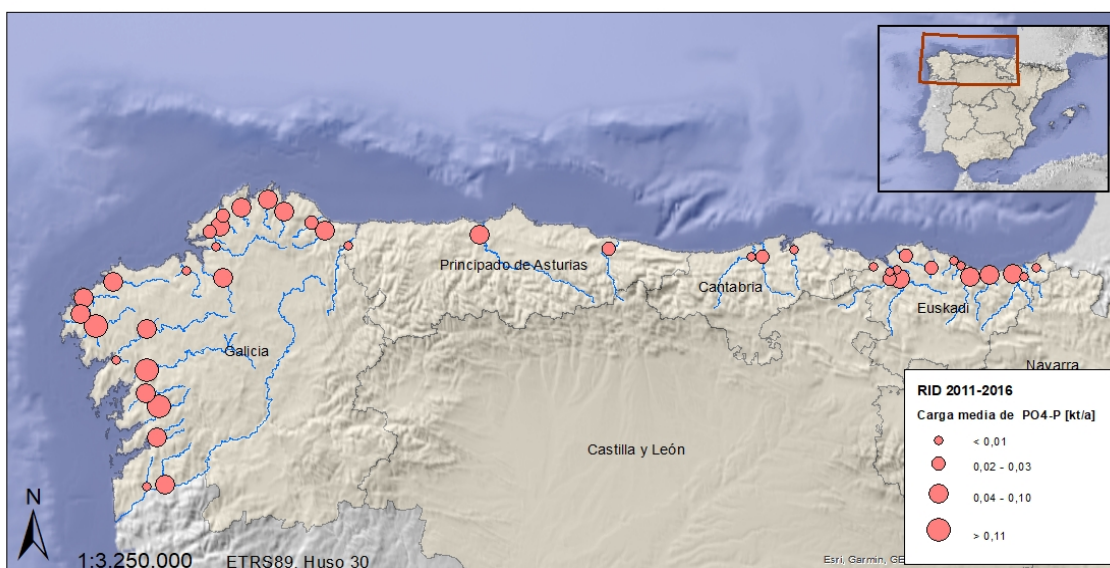 Principado de Asturias
Cantabria
Euskadi
Galicia
Navarra
Castilla y León
RID 2011-2016
Carga media de PO4-P [kt/a]
< 0,01
0,02 - 0,03
0,04 - 0,10
> 0,11
N
1:3.250.000
ETRS89, Huso 30
Esri, Garmin,